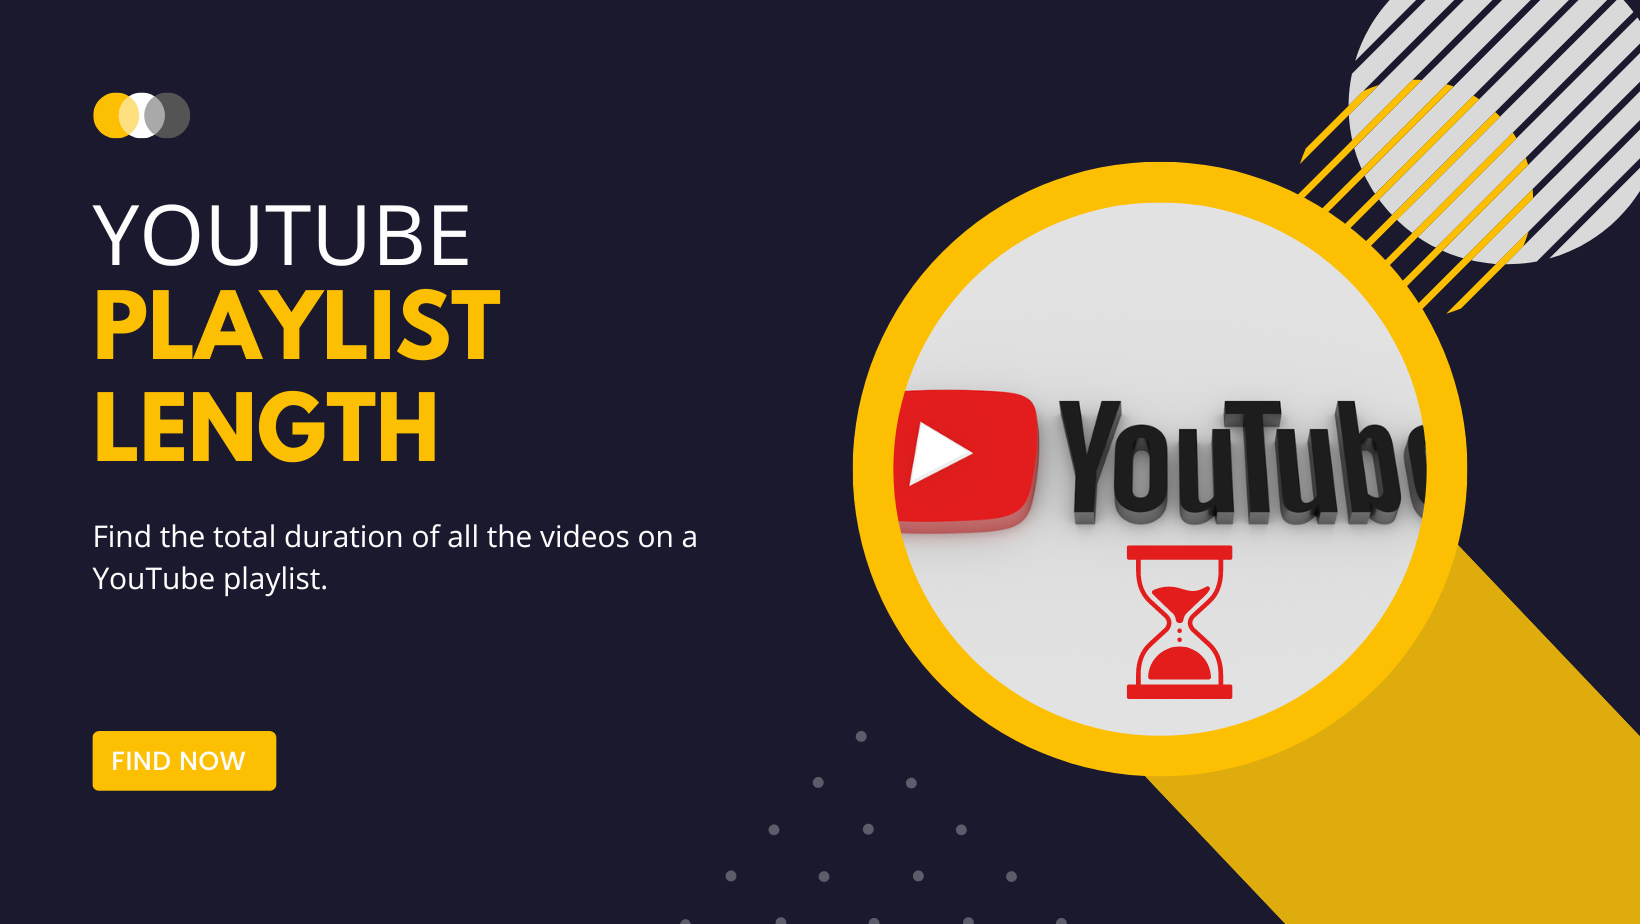 YOUTUBE
PLAYLIST
LENGTH
Find the total duration of all the videos on a
YouTube playlist.
FIND NOW
YouTube